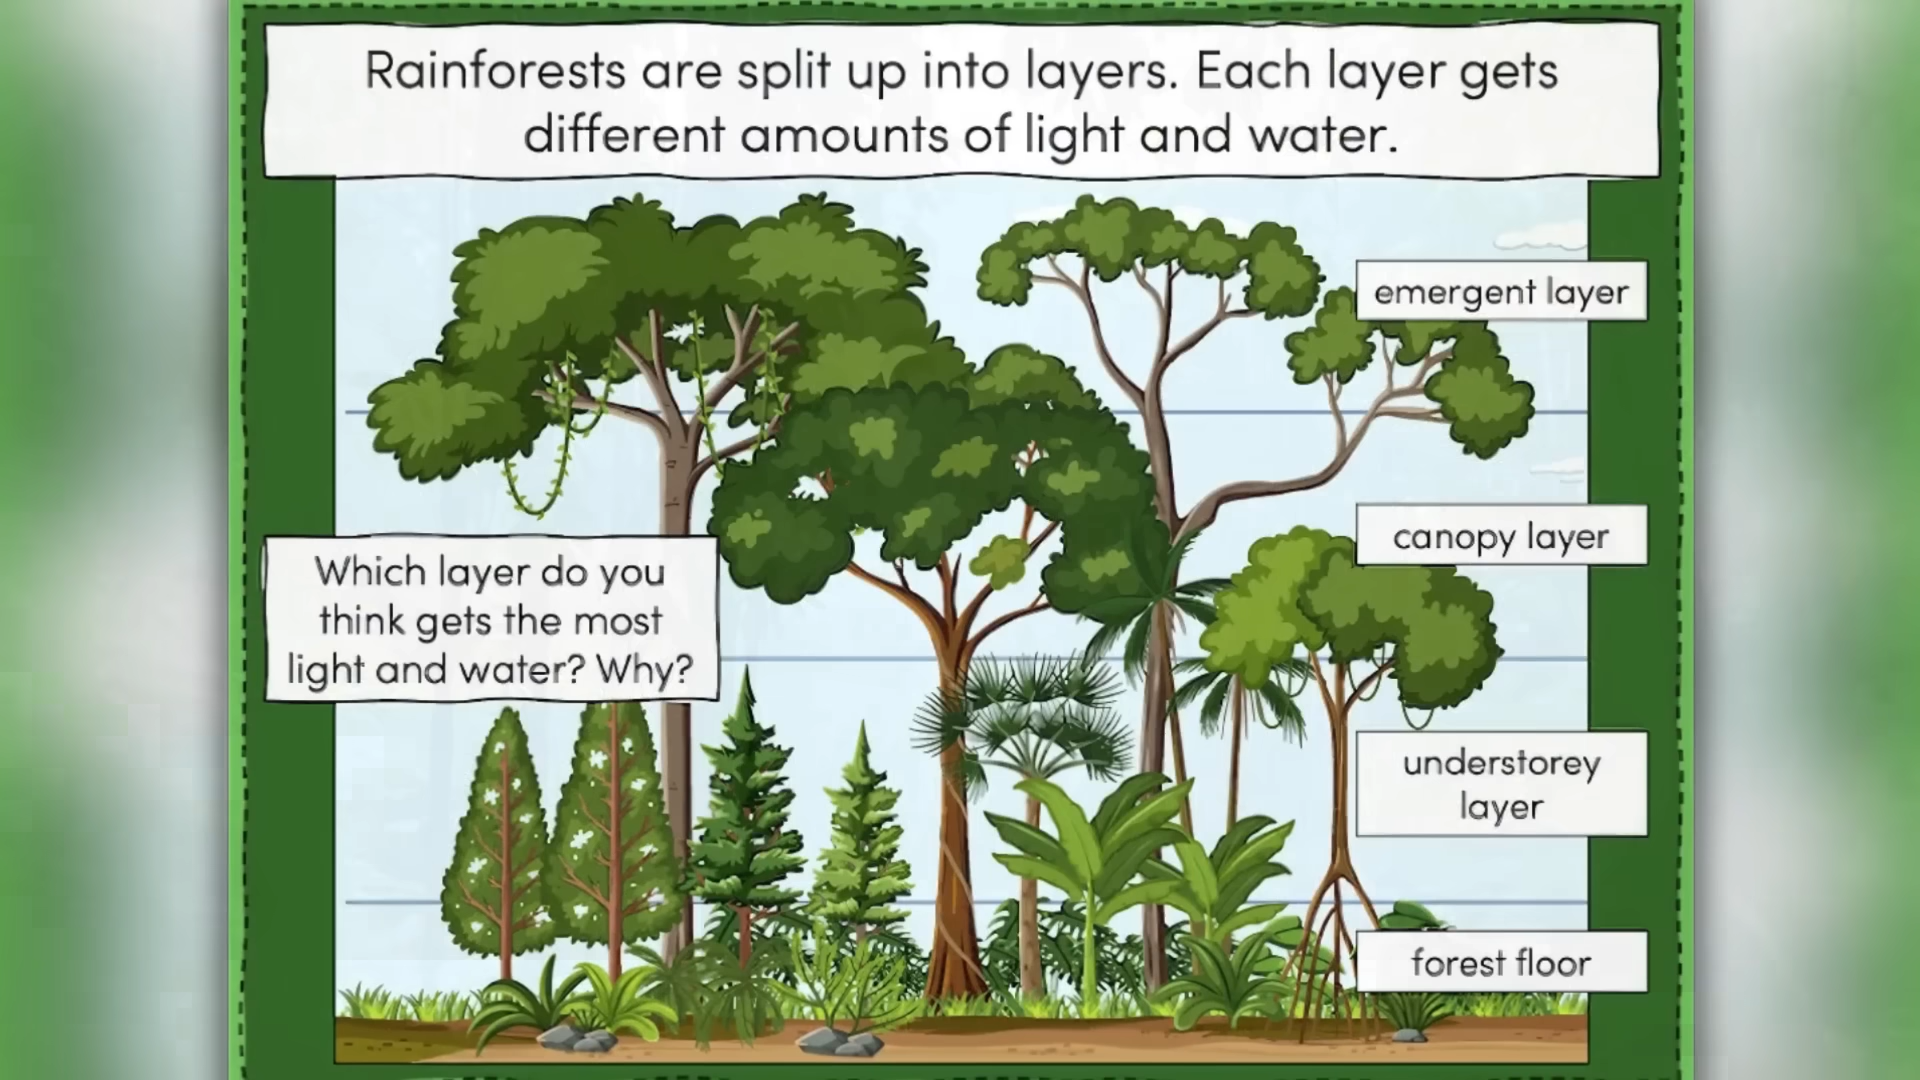 Rainforests are split up into layers. Each layer gets
different amounts of light and water.
emergent layer
canopy layer
Which layer do you
think gets the most
light and water? Why?
understorey
layer
forest floor